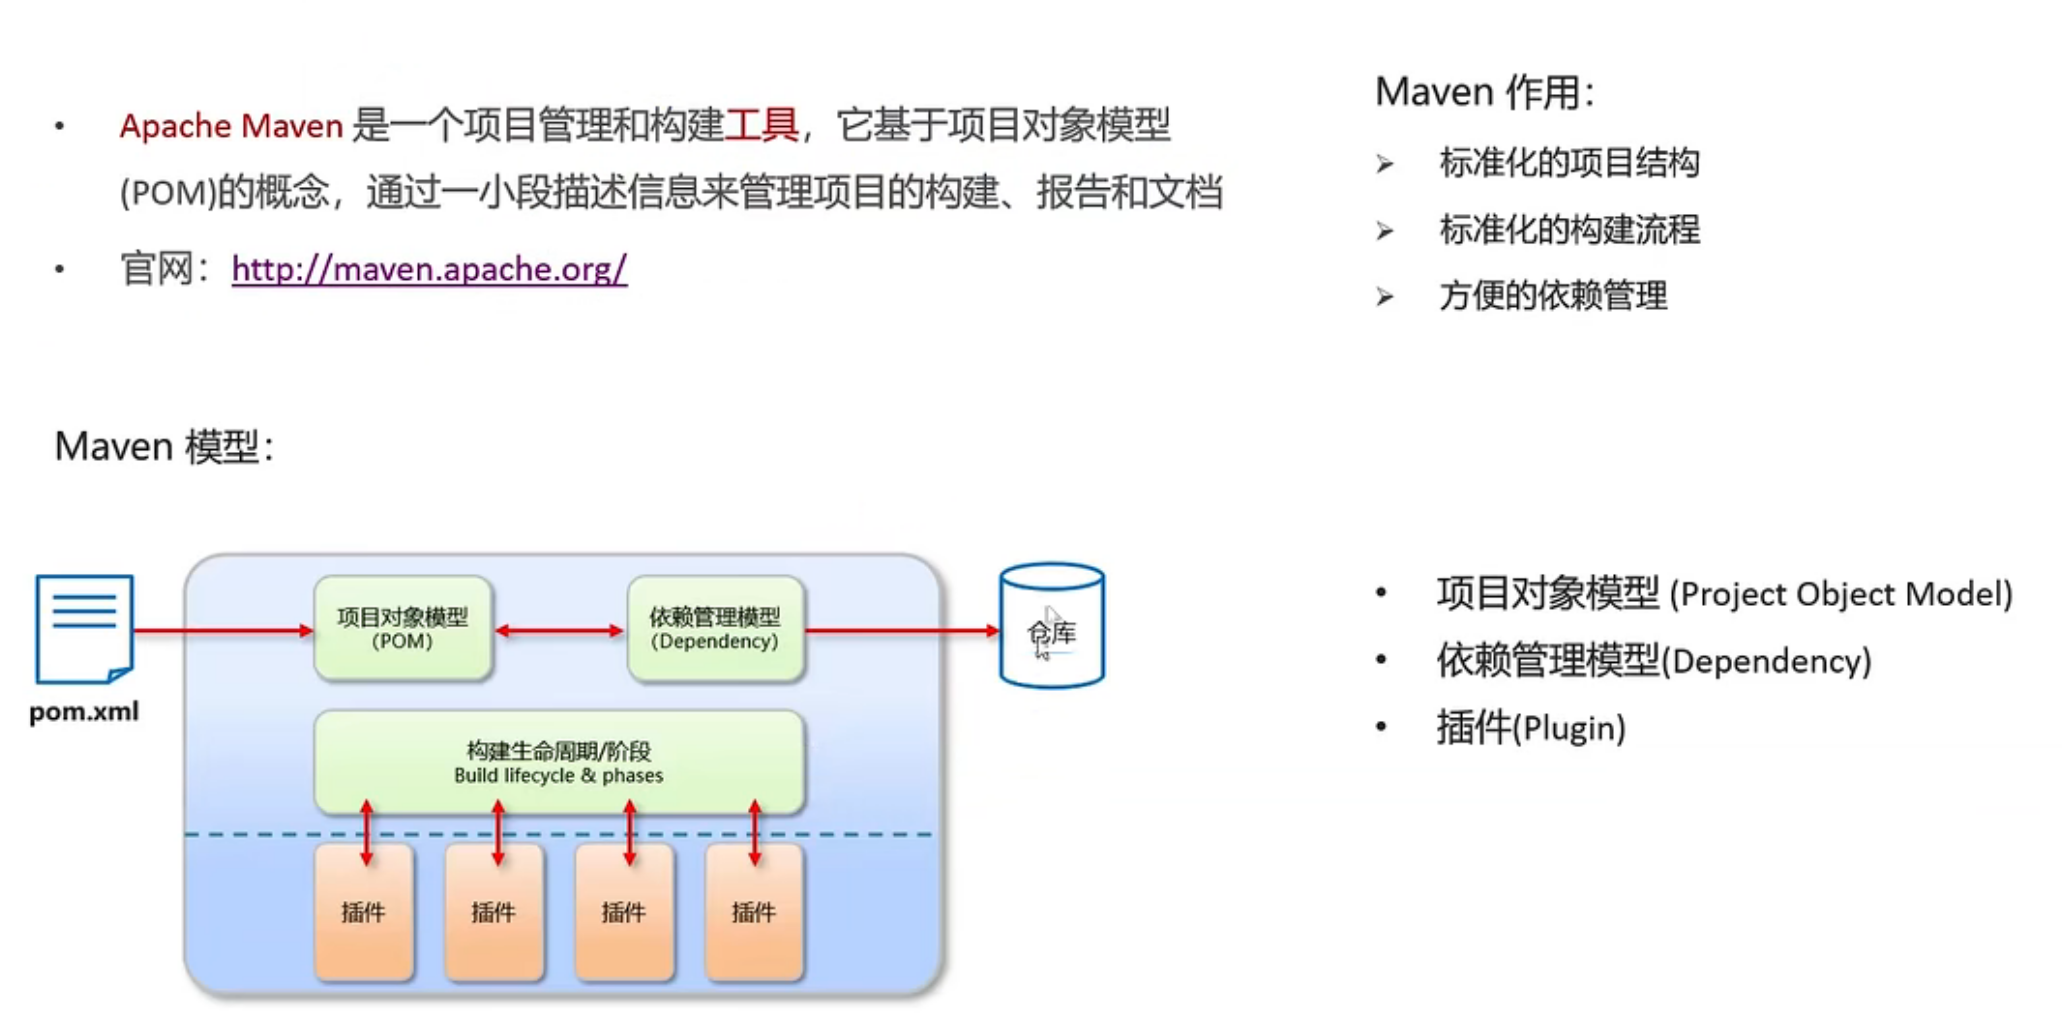 • Apache Maven 是一个项目管理和构建工具，它基于项目对象模型
(POM)的概念，通过一小段描述信息来管理项目的构建、报告和文档
• 官网：http://maven.apache.org/
Maven 作用：
➢ 标准化的项目结构
➢ 标准化的构建流程
➢ 方便的依赖管理
Maven 模型：
pom.xml
项目对象模型
(POM)
依赖管理模型
(Dependency)
仓库
构建生命周期/阶段
Build lifecycle & phases
插件
插件
插件
插件
• 项目对象模型 (Project Object Model)
• 依赖管理模型(Dependency)
• 插件(Plugin)